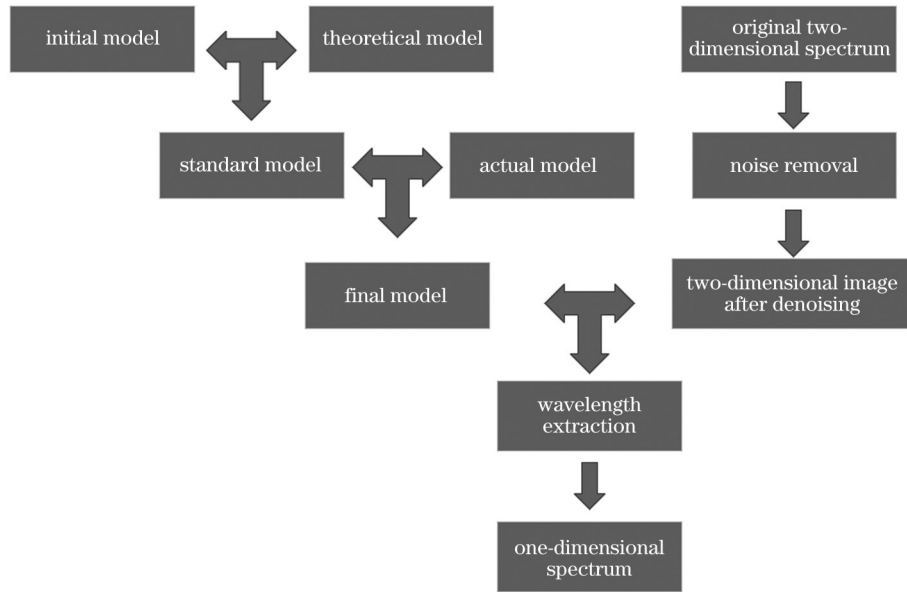 initial model
theoretical model
original two-
dimensional spectrum
standard model
actual model
noise removal
final model
two-dimensional image
after denoising
wavelength
extraction
one-dimensional
spectrum